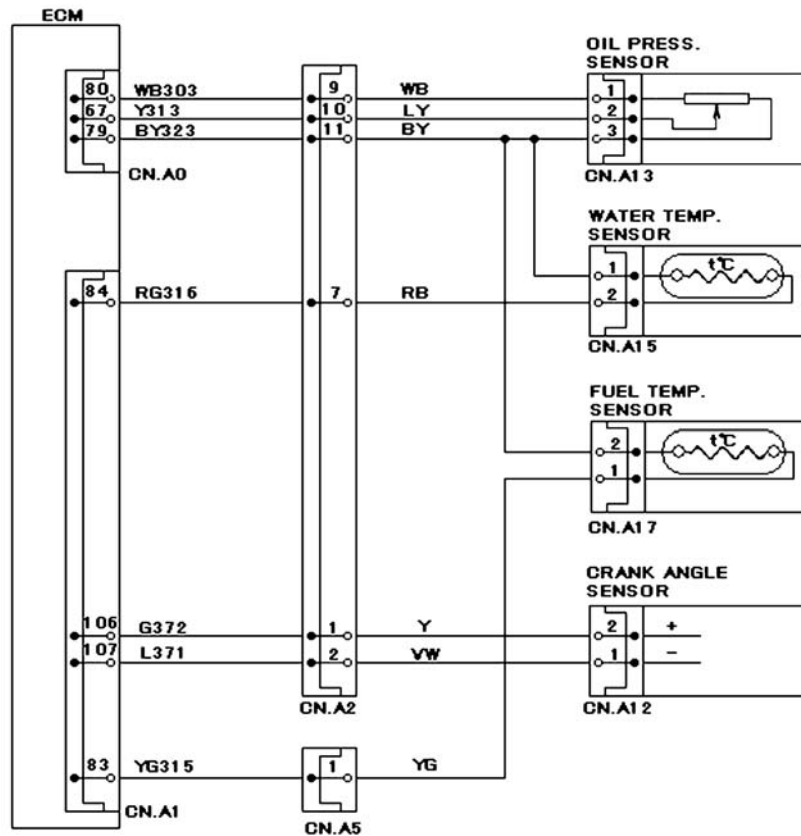 ECM
80 WB303 9 WB
67 Y313 10 LY
79 BY323 11 BY
CN.A0
OIL PRESS.
SENSOR
1
2
3
CN.A13
WATER TEMP.
SENSOR
1 t°C
2
CN.A15
84 RG316 7 RB
FUEL TEMP.
SENSOR
2 t°C
1
CN.A17
CRANK ANGLE
SENSOR
106 G372 1 Y 2 +
107 L371 2 VW 1 -
CN.A2
CN.A12
83 YG315 1 YG
CN.A1
CN.A5